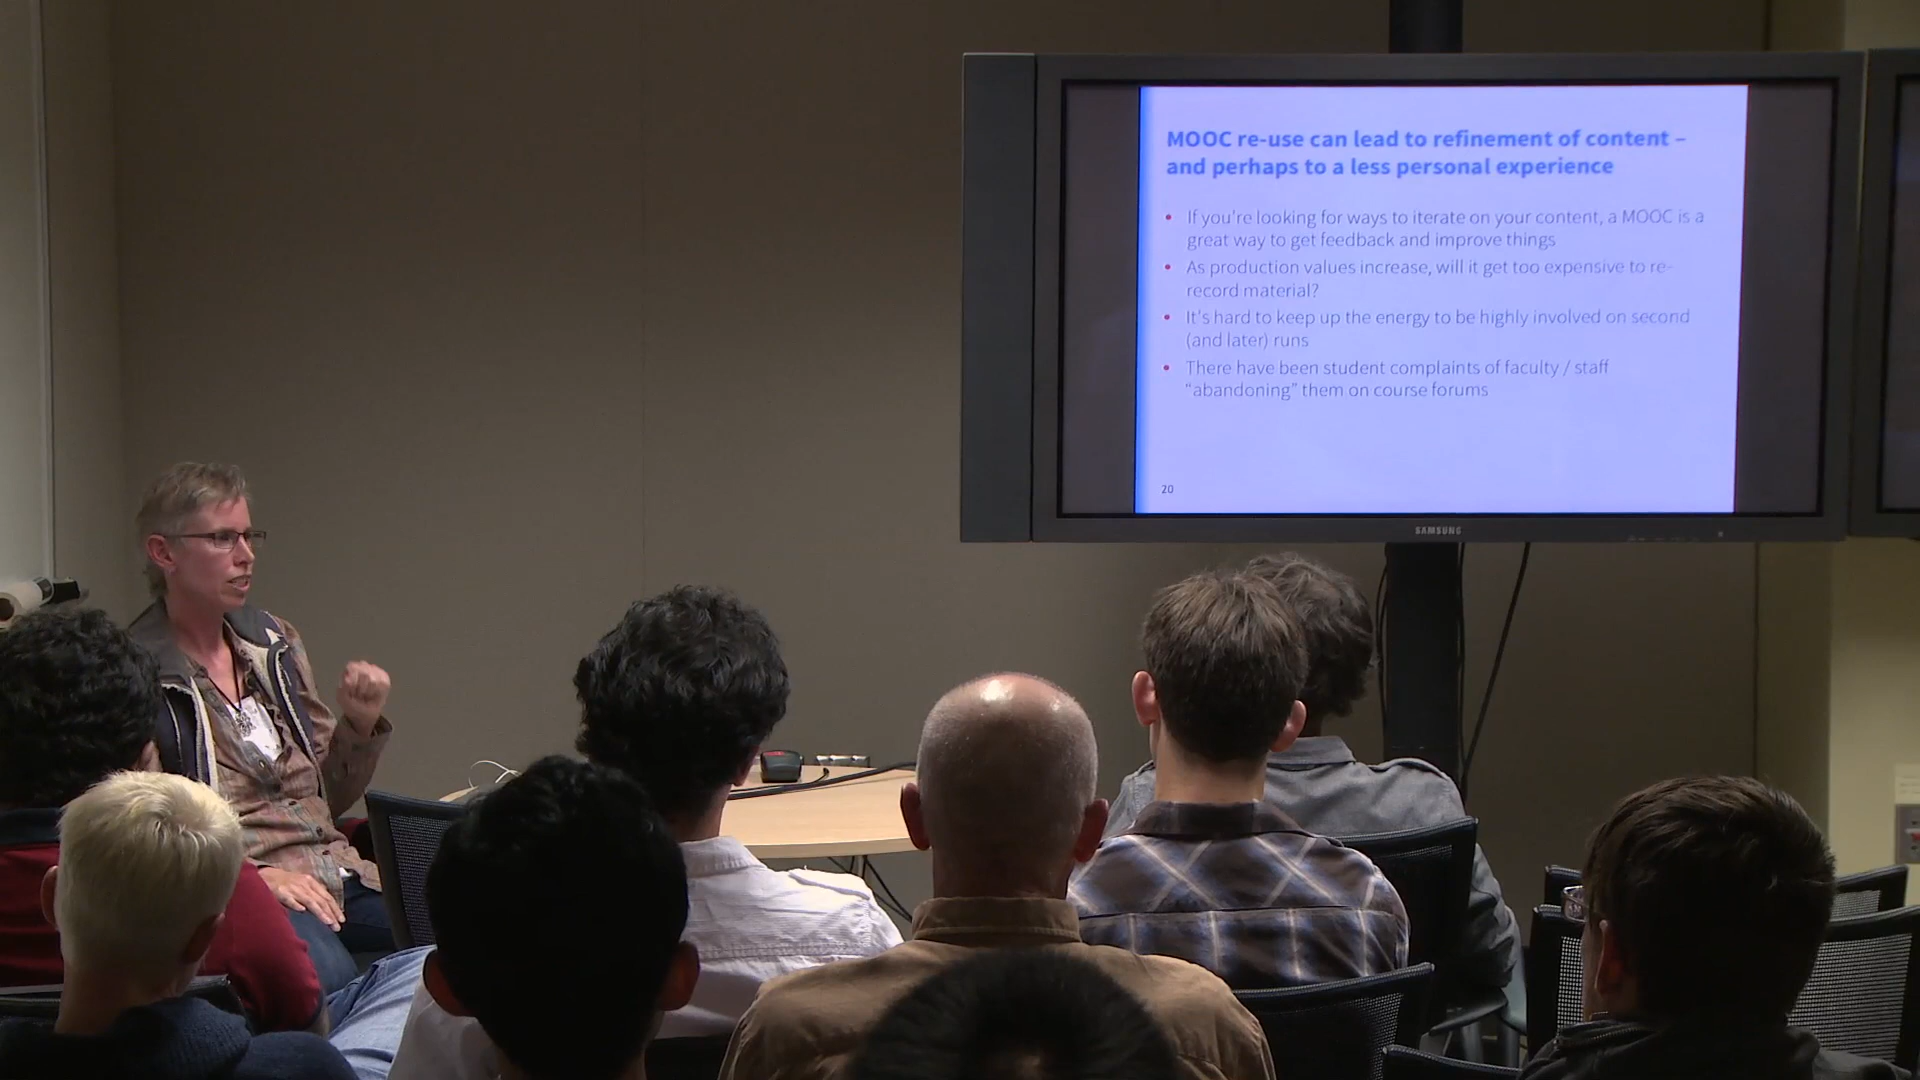 MOOC re-use can lead to refinement of content –
and perhaps to a less personal experience
• If you're looking for ways to iterate on your content, a MOOC is a
great way to get feedback and improve things
• As production values increase, will it get too expensive to re-
record material?
• It's hard to keep up the energy to be highly involved on second
(and later) runs
• There have been student complaints of faculty / staff
“abandoning” them on course forums
20
SAMSUNG